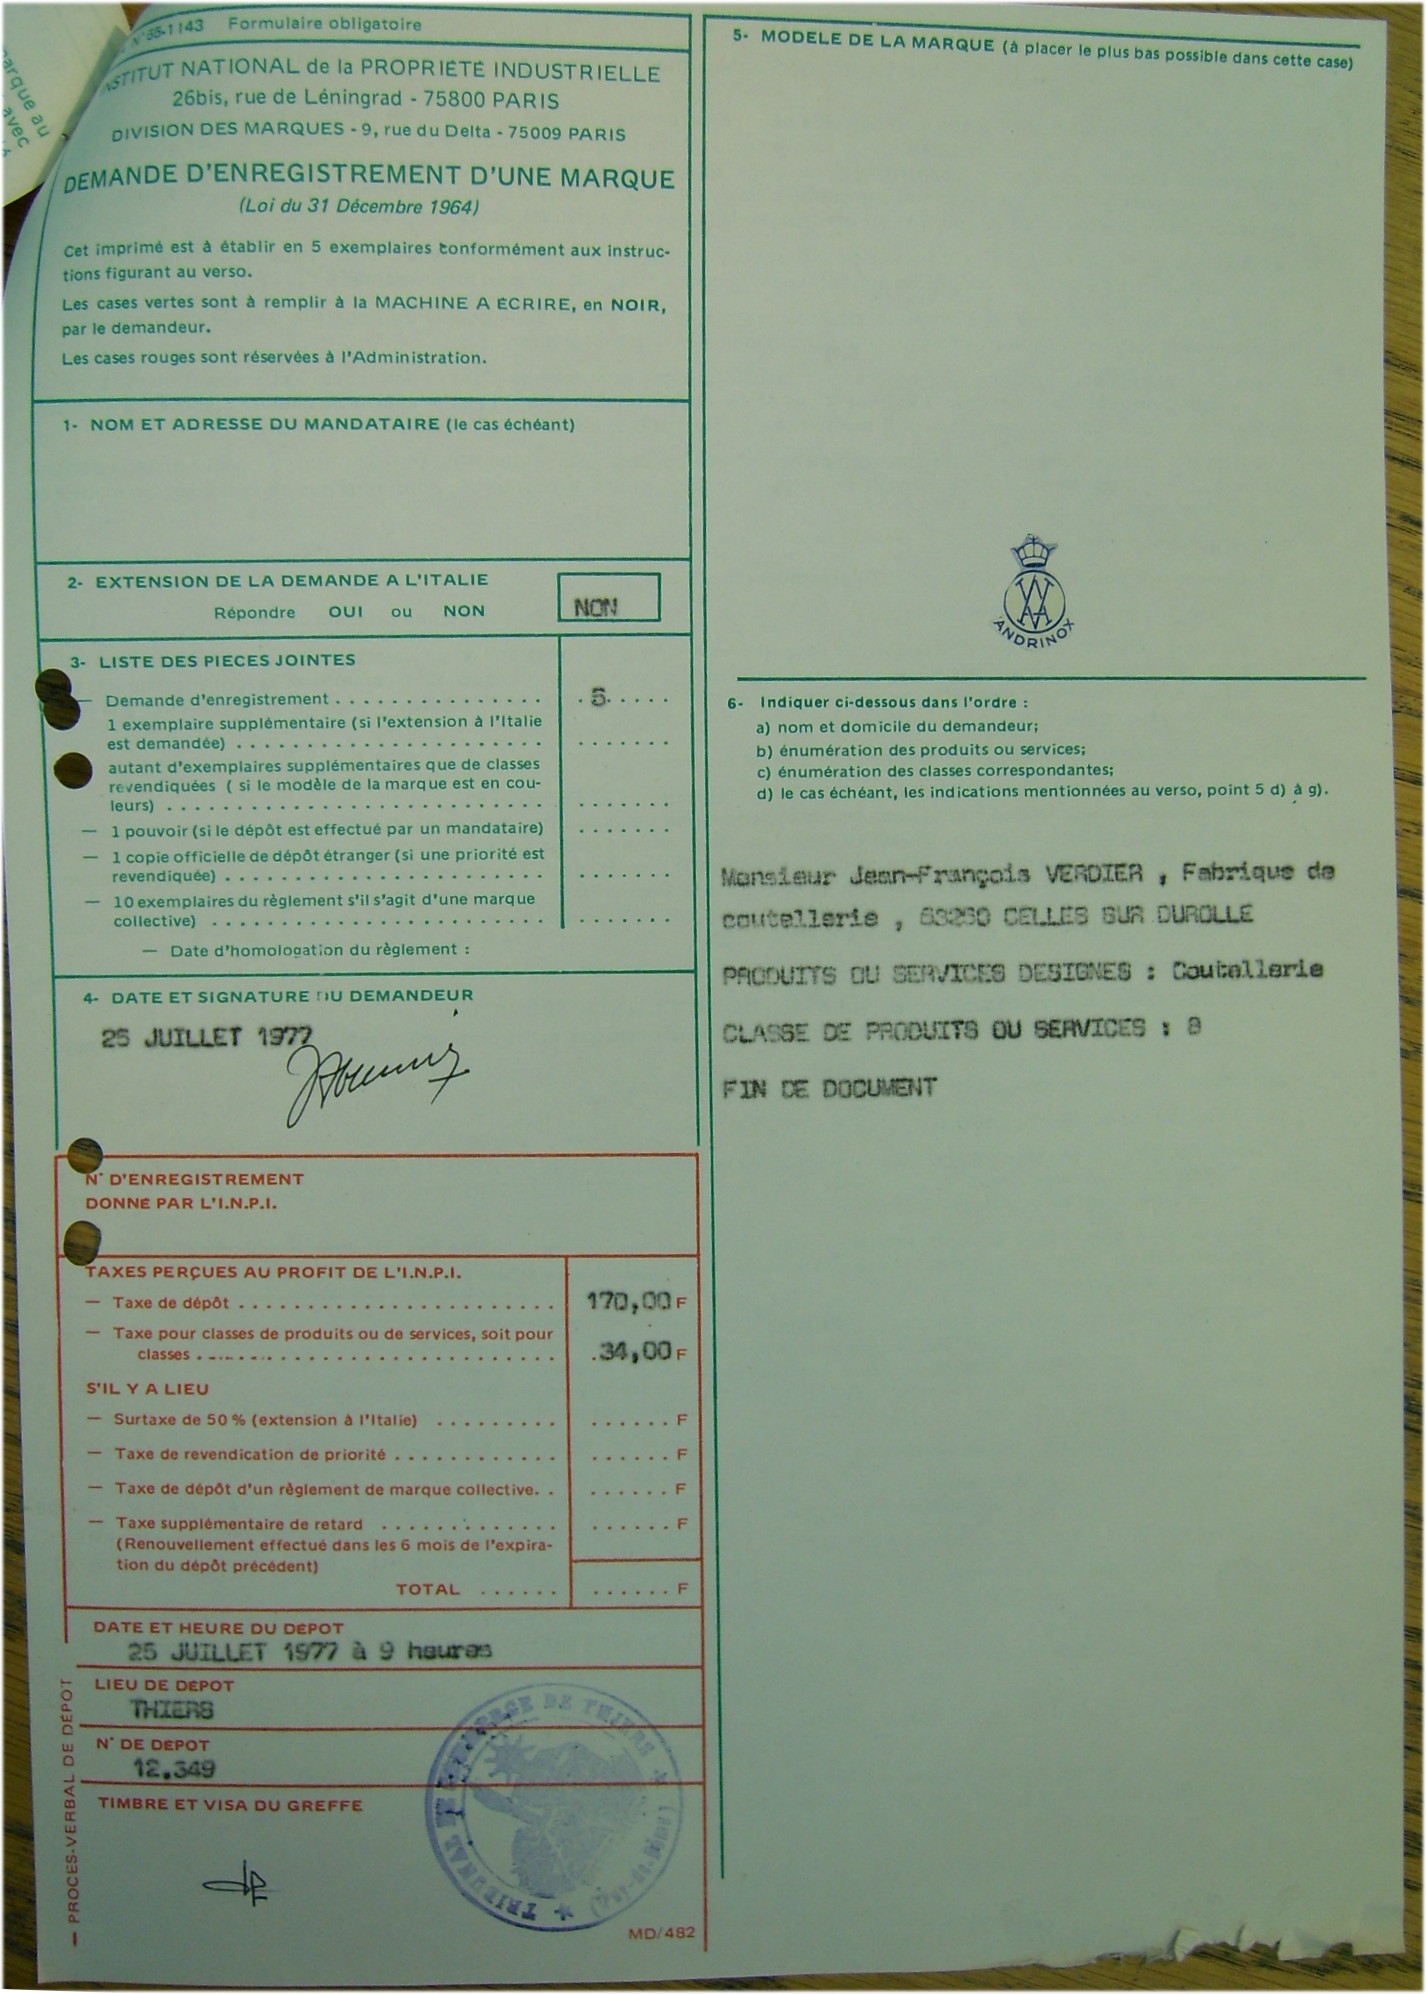 N° 55-1143 Formulaire obligatoire
INSTITUT NATIONAL de la PROPRIÉTÉ INDUSTRIELLE
26bis, rue de Léningrad - 75800 PARIS
DIVISION DES MARQUES - 9, rue du Delta - 75009 PARIS
DEMANDE D'ENREGISTREMENT D'UNE MARQUE
(Loi du 31 Décembre 1964)
Cet imprimé est à établir en 5 exemplaires conformément aux instruc-
tions figurant au verso.
Les cases vertes sont à remplir à la MACHINE A ÉCRIRE, en NOIR,
par le demandeur.
Les cases rouges sont réservées à l'Administration.
1- NOM ET ADRESSE DU MANDATAIRE (le cas échéant)
2- EXTENSION DE LA DEMANDE A L'ITALIE
Répondre OUI ou NON
NON
3- LISTE DES PIECES JOINTES
— Demande d'enregistrement . . . . . . . . . . . . . . . 5
1 exemplaire supplémentaire (si l'extension à l'Italie
est demandée) . . . . . . . . . . . . . . . . . . . . . . .
autant d'exemplaires supplémentaires que de classes
revendiquées ( si le modèle de la marque est en cou-
leurs) . . . . . . . . . . . . . . . . . . . . . . . . . . . .
— 1 pouvoir (si le dépôt est effectué par un mandataire)
— 1 copie officielle de dépôt étranger (si une priorité est
revendiquée) . . . . . . . . . . . . . . . . . . . . . . . .
— 10 exemplaires du règlement s'il s'agit d'une marque
collective) . . . . . . . . . . . . . . . . . . . . . . . . .
— Date d'homologation du règlement :
4- DATE ET SIGNATURE DU DEMANDEUR
25 JUILLET 1977
N° D'ENREGISTREMENT
DONNÉ PAR L'I.N.P.I.
TAXES PERÇUES AU PROFIT DE L'I.N.P.I.
— Taxe de dépôt . . . . . . . . . . . . . . . . . . . . . . . 170,00 F
— Taxe pour classes de produits ou de services, soit pour
classes . . . . . . . . . . . . . . . . . . . . . . . . . . 34,00 F
S'IL Y A LIEU
— Surtaxe de 50 % (extension à l'Italie) . . . . . . . . . . . . . . . F
— Taxe de revendication de priorité . . . . . . . . . . . . . . . . . . F
— Taxe de dépôt d'un règlement de marque collective. . . . . . . . F
— Taxe supplémentaire de retard . . . . . . . . . . . . . . . . . . . F
(Renouvellement effectué dans les 6 mois de l'expira-
tion du dépôt précédent)
TOTAL . . . . . . . . . . . . F
— PROCES-VERBAL DE DÉPOT
DATE ET HEURE DU DEPOT
25 JUILLET 1977 à 9 heures
LIEU DE DEPOT
THIERS
N° DE DEPOT
12.349
TIMBRE ET VISA DU GREFFE
TRIBUNAL DE COMMERCE DE THIERS
(Puy-de-Dôme)
MD/482
5- MODELE DE LA MARQUE (à placer le plus bas possible dans cette case)
'ANDRINOX
6- Indiquer ci-dessous dans l'ordre :
a) nom et domicile du demandeur;
b) énumération des produits ou services;
c) énumération des classes correspondantes;
d) le cas échéant, les indications mentionnées au verso, point 5 d) à g).
Monsieur Jean-François VERDIER , Fabrique de
coutellerie , 63250 CELLES SUR DUROLLE
PRODUITS OU SERVICES DESIGNES : Coutellerie
CLASSE DE PRODUITS OU SERVICES : 8
FIN DE DOCUMENT